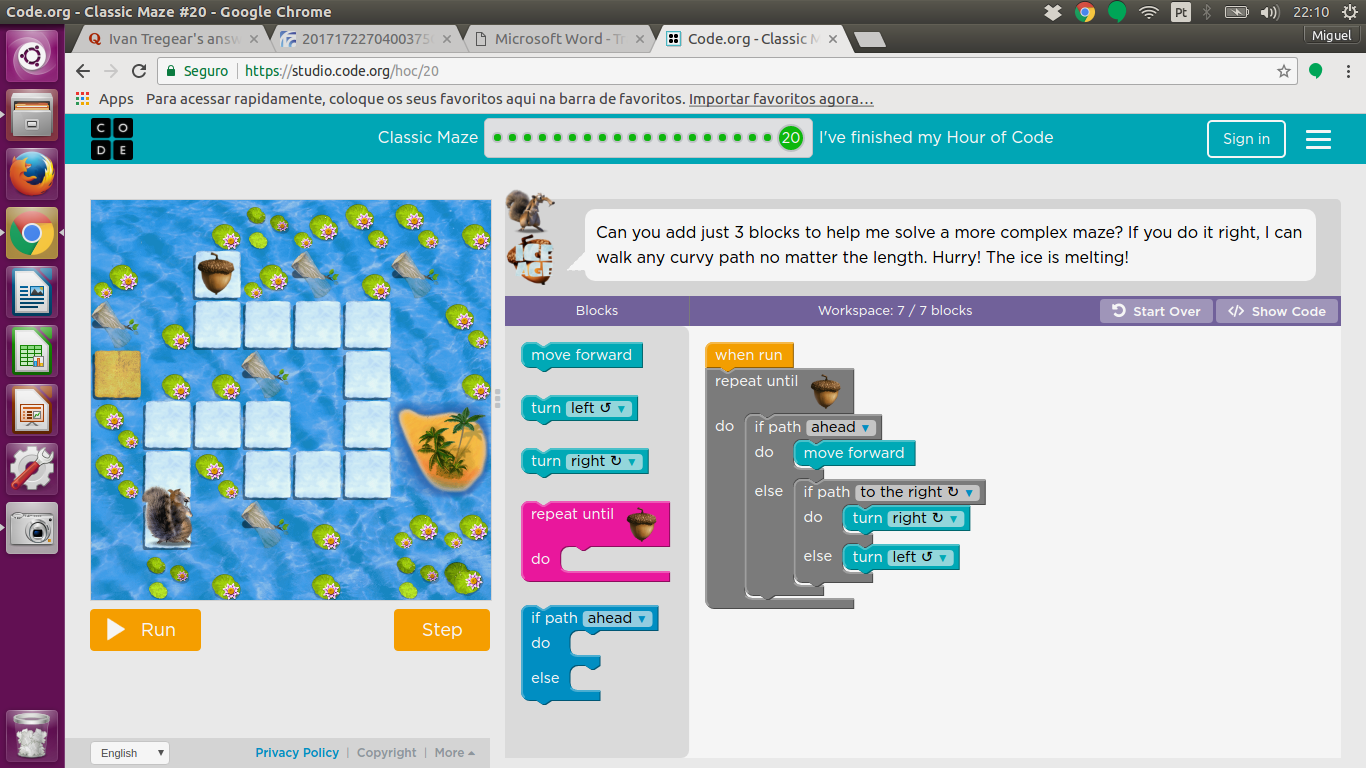 Code.org - Classic Maze #20 - Google Chrome
Pt
22:10
Ivan Tregear's answ
Microsoft Word - Tr
Code.org - Classic M
Miguel
Seguro
https://studio.code.org/hoc/20
Apps
Para acessar rapidamente, coloque os seus favoritos aqui na barra de favoritos. Importar favoritos agora...
C O
D E
Classic Maze
20
I've finished my Hour of Code
Sign in
Can you add just 3 blocks to help me solve a more complex maze? If you do it right, I can
walk any curvy path no matter the length. Hurry! The ice is melting!
Blocks
Workspace: 7 / 7 blocks
Start Over
</> Show Code
move forward
turn left ↺ ▼
turn right ↻ ▼
repeat until
do
if path ahead ▼
do
else
when run
repeat until
do
if path ahead ▼
do
move forward
else
if path to the right ↻ ▼
do
turn right ↻ ▼
else
turn left ↺ ▼
Run
Step
English
Privacy Policy | Copyright | More